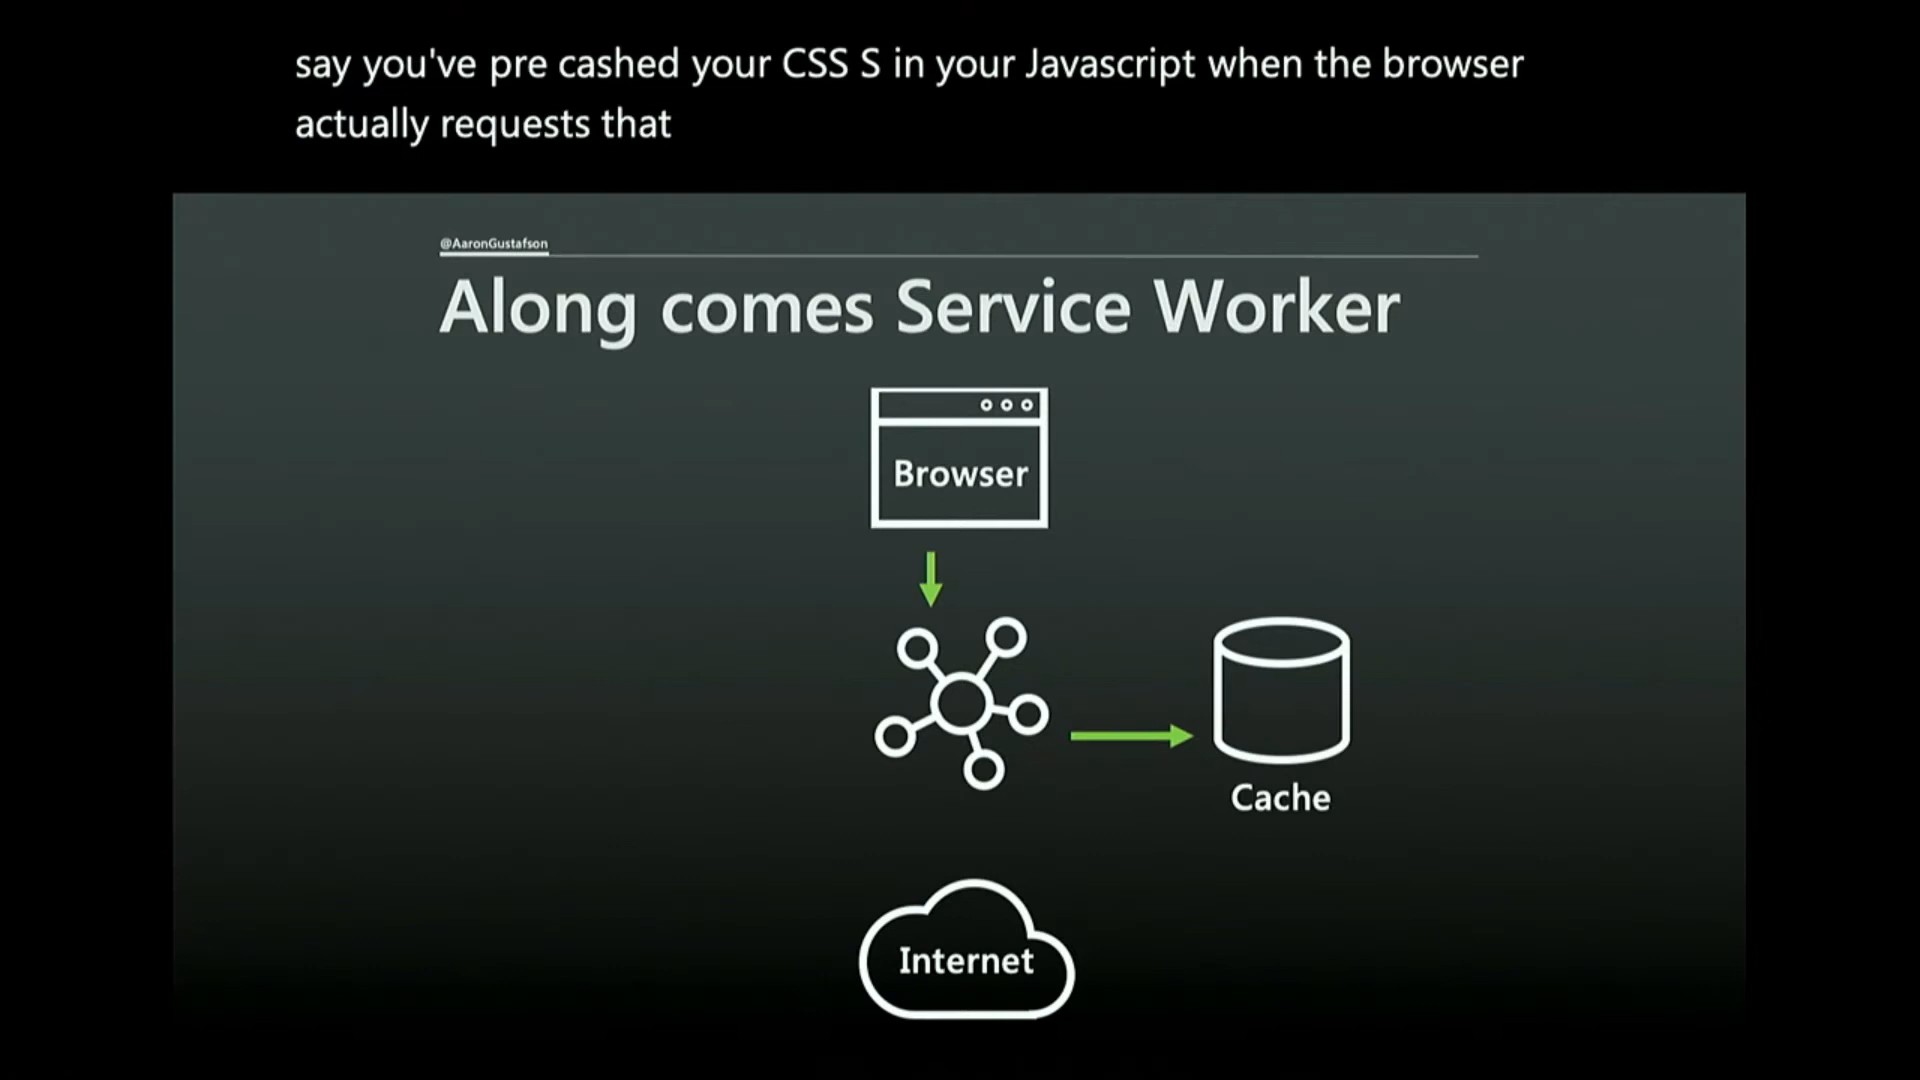 say you've pre cashed your CSS S in your Javascript when the browser
actually requests that
@AaronGustafson
Along comes Service Worker
Browser
Cache
Internet